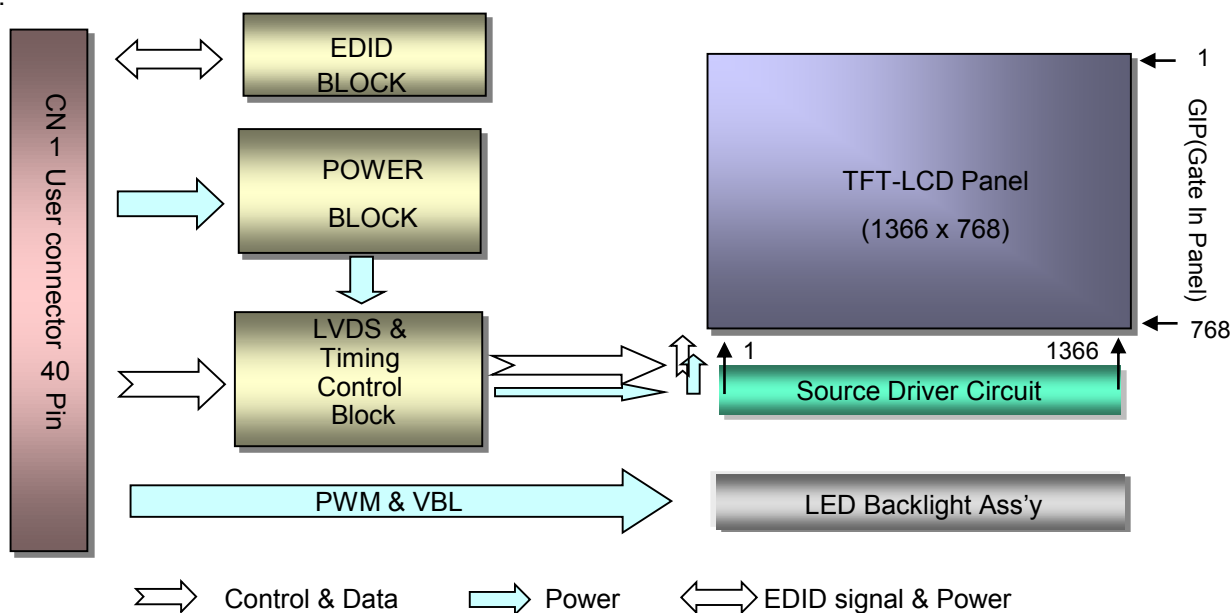 EDID
BLOCK
CN 1 User connector 40 Pin
POWER
BLOCK
LVDS &
Timing
Control
Block
PWM & VBL
TFT-LCD Panel
(1366 x 768)
1
GIP(Gate In Panel)
768
1
1366
Source Driver Circuit
LED Backlight Ass'y
Control & Data
Power
EDID signal & Power